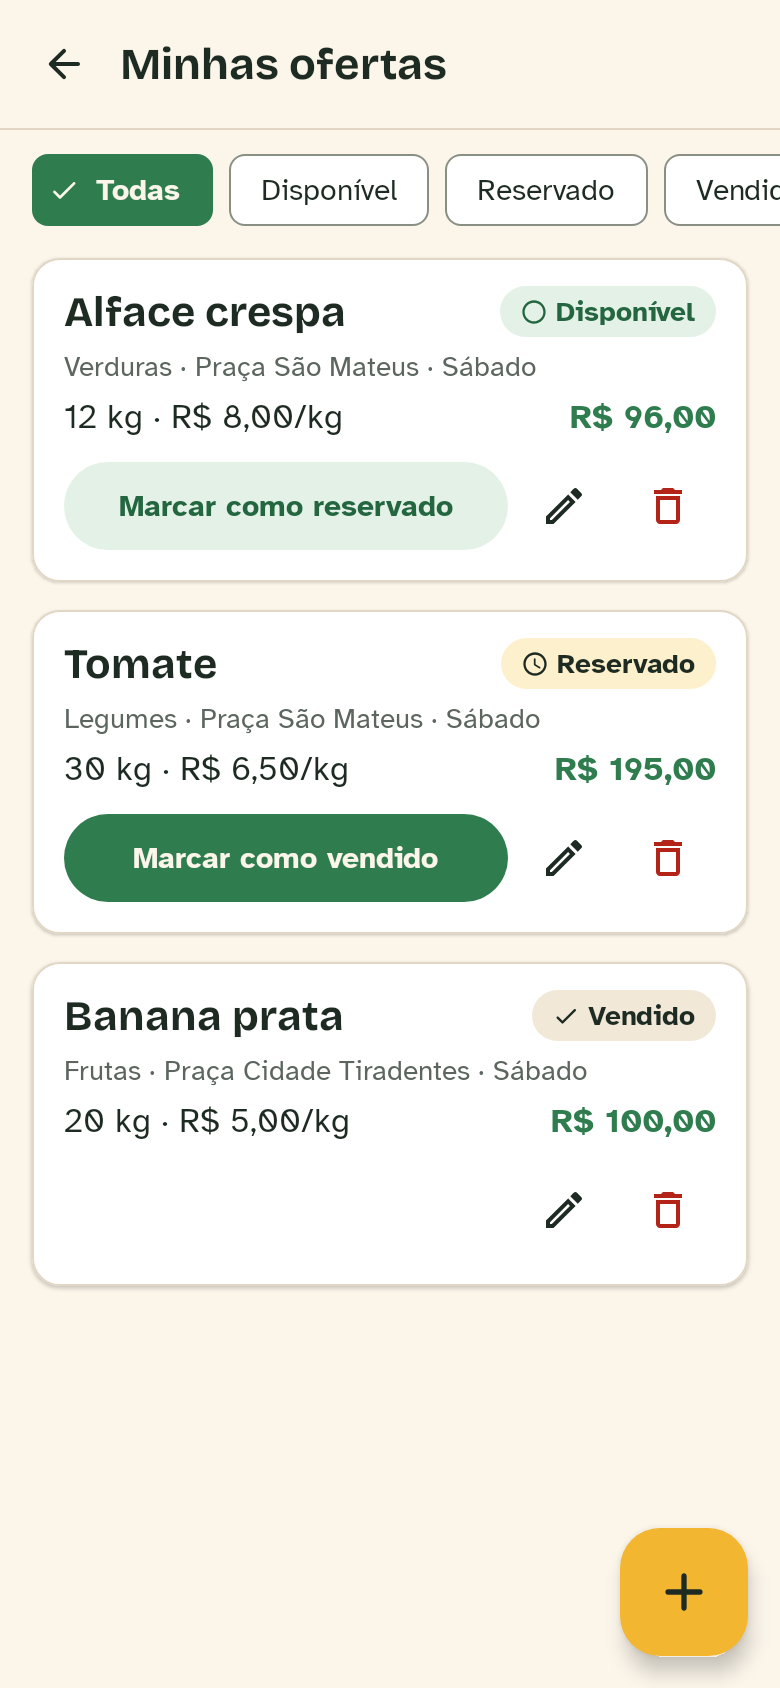 Minhas ofertas
Todas
Disponível
Reservado
Alface crespa
Disponível
Verduras · Praça São Mateus · Sábado
12 kg · R$ 8,00/kg
R$ 96,00
Marcar como reservado
Tomate
Reservado
Legumes · Praça São Mateus · Sábado
30 kg · R$ 6,50/kg
R$ 195,00
Marcar como vendido
Banana prata
Vendido
Frutas · Praça Cidade Tiradentes · Sábado
20 kg · R$ 5,00/kg
R$ 100,00